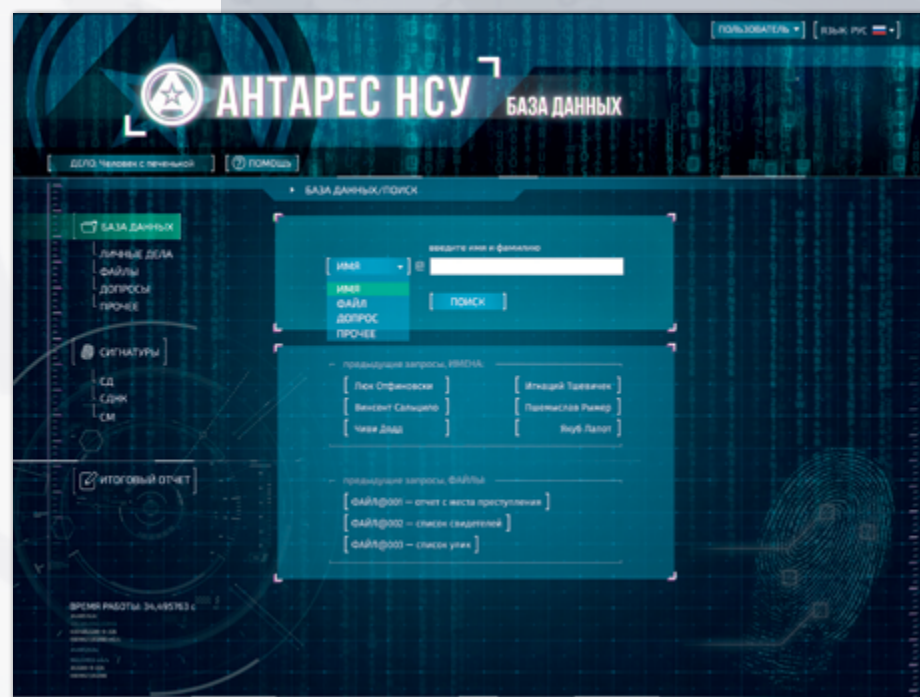 ПОЛЬЗОВАТЕЛЬ
ЯЗЫК: РУС
АНТАРЕС НСУ БАЗА ДАННЫХ
ДЕЛО: Человек с печенькой
ПОМОЩЬ
БАЗА ДАННЫХ/ПОИСК
БАЗА ДАННЫХ
ЛИЧНЫЕ ДЕЛА
ФАЙЛЫ
ДОПРОСЫ
ПРОЧЕЕ
СИГНАТУРЫ
СД
СДНК
СМ
ИТОГОВЫЙ ОТЧЕТ
введите имя и фамилию
ИМЯ @
ИМЯ
ФАЙЛ
ДОПРОС
ПРОЧЕЕ
ПОИСК
предыдущие запросы, ИМЕНА:
Люк Отфиновски
Игнаций Тшевичек
Винсент Сальцило
Пшемислав Рымер
Чиви Додд
Якуб Лапот
предыдущие запросы, ФАЙЛЫ:
ФАЙЛ@001 — отчет с места преступления
ФАЙЛ@002 — список свидетелей
ФАЙЛ@003 — список улик
ВРЕМЯ РАБОТЫ: 34,495763 с